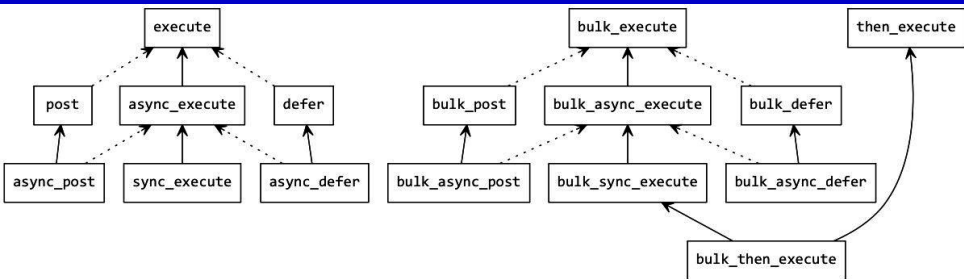 execute
bulk_execute
then_execute
post
async_execute
defer
bulk_post
bulk_async_execute
bulk_defer
async_post
sync_execute
async_defer
bulk_async_post
bulk_sync_execute
bulk_async_defer
bulk_then_execute